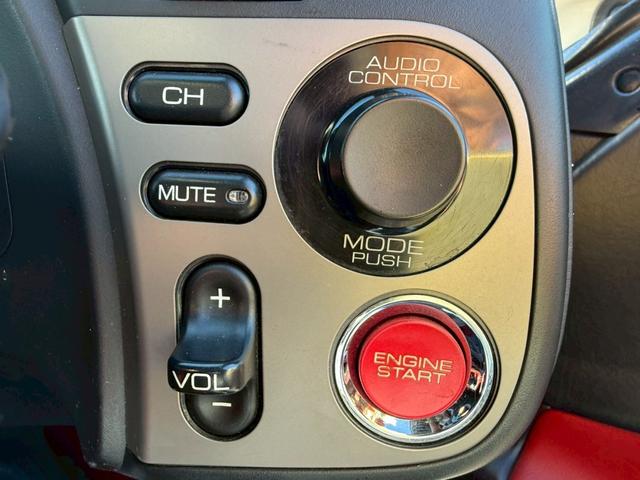 CH
MUTE
+
VOL
−
AUDIO
CONTROL
MODE
PUSH
ENGINE
START